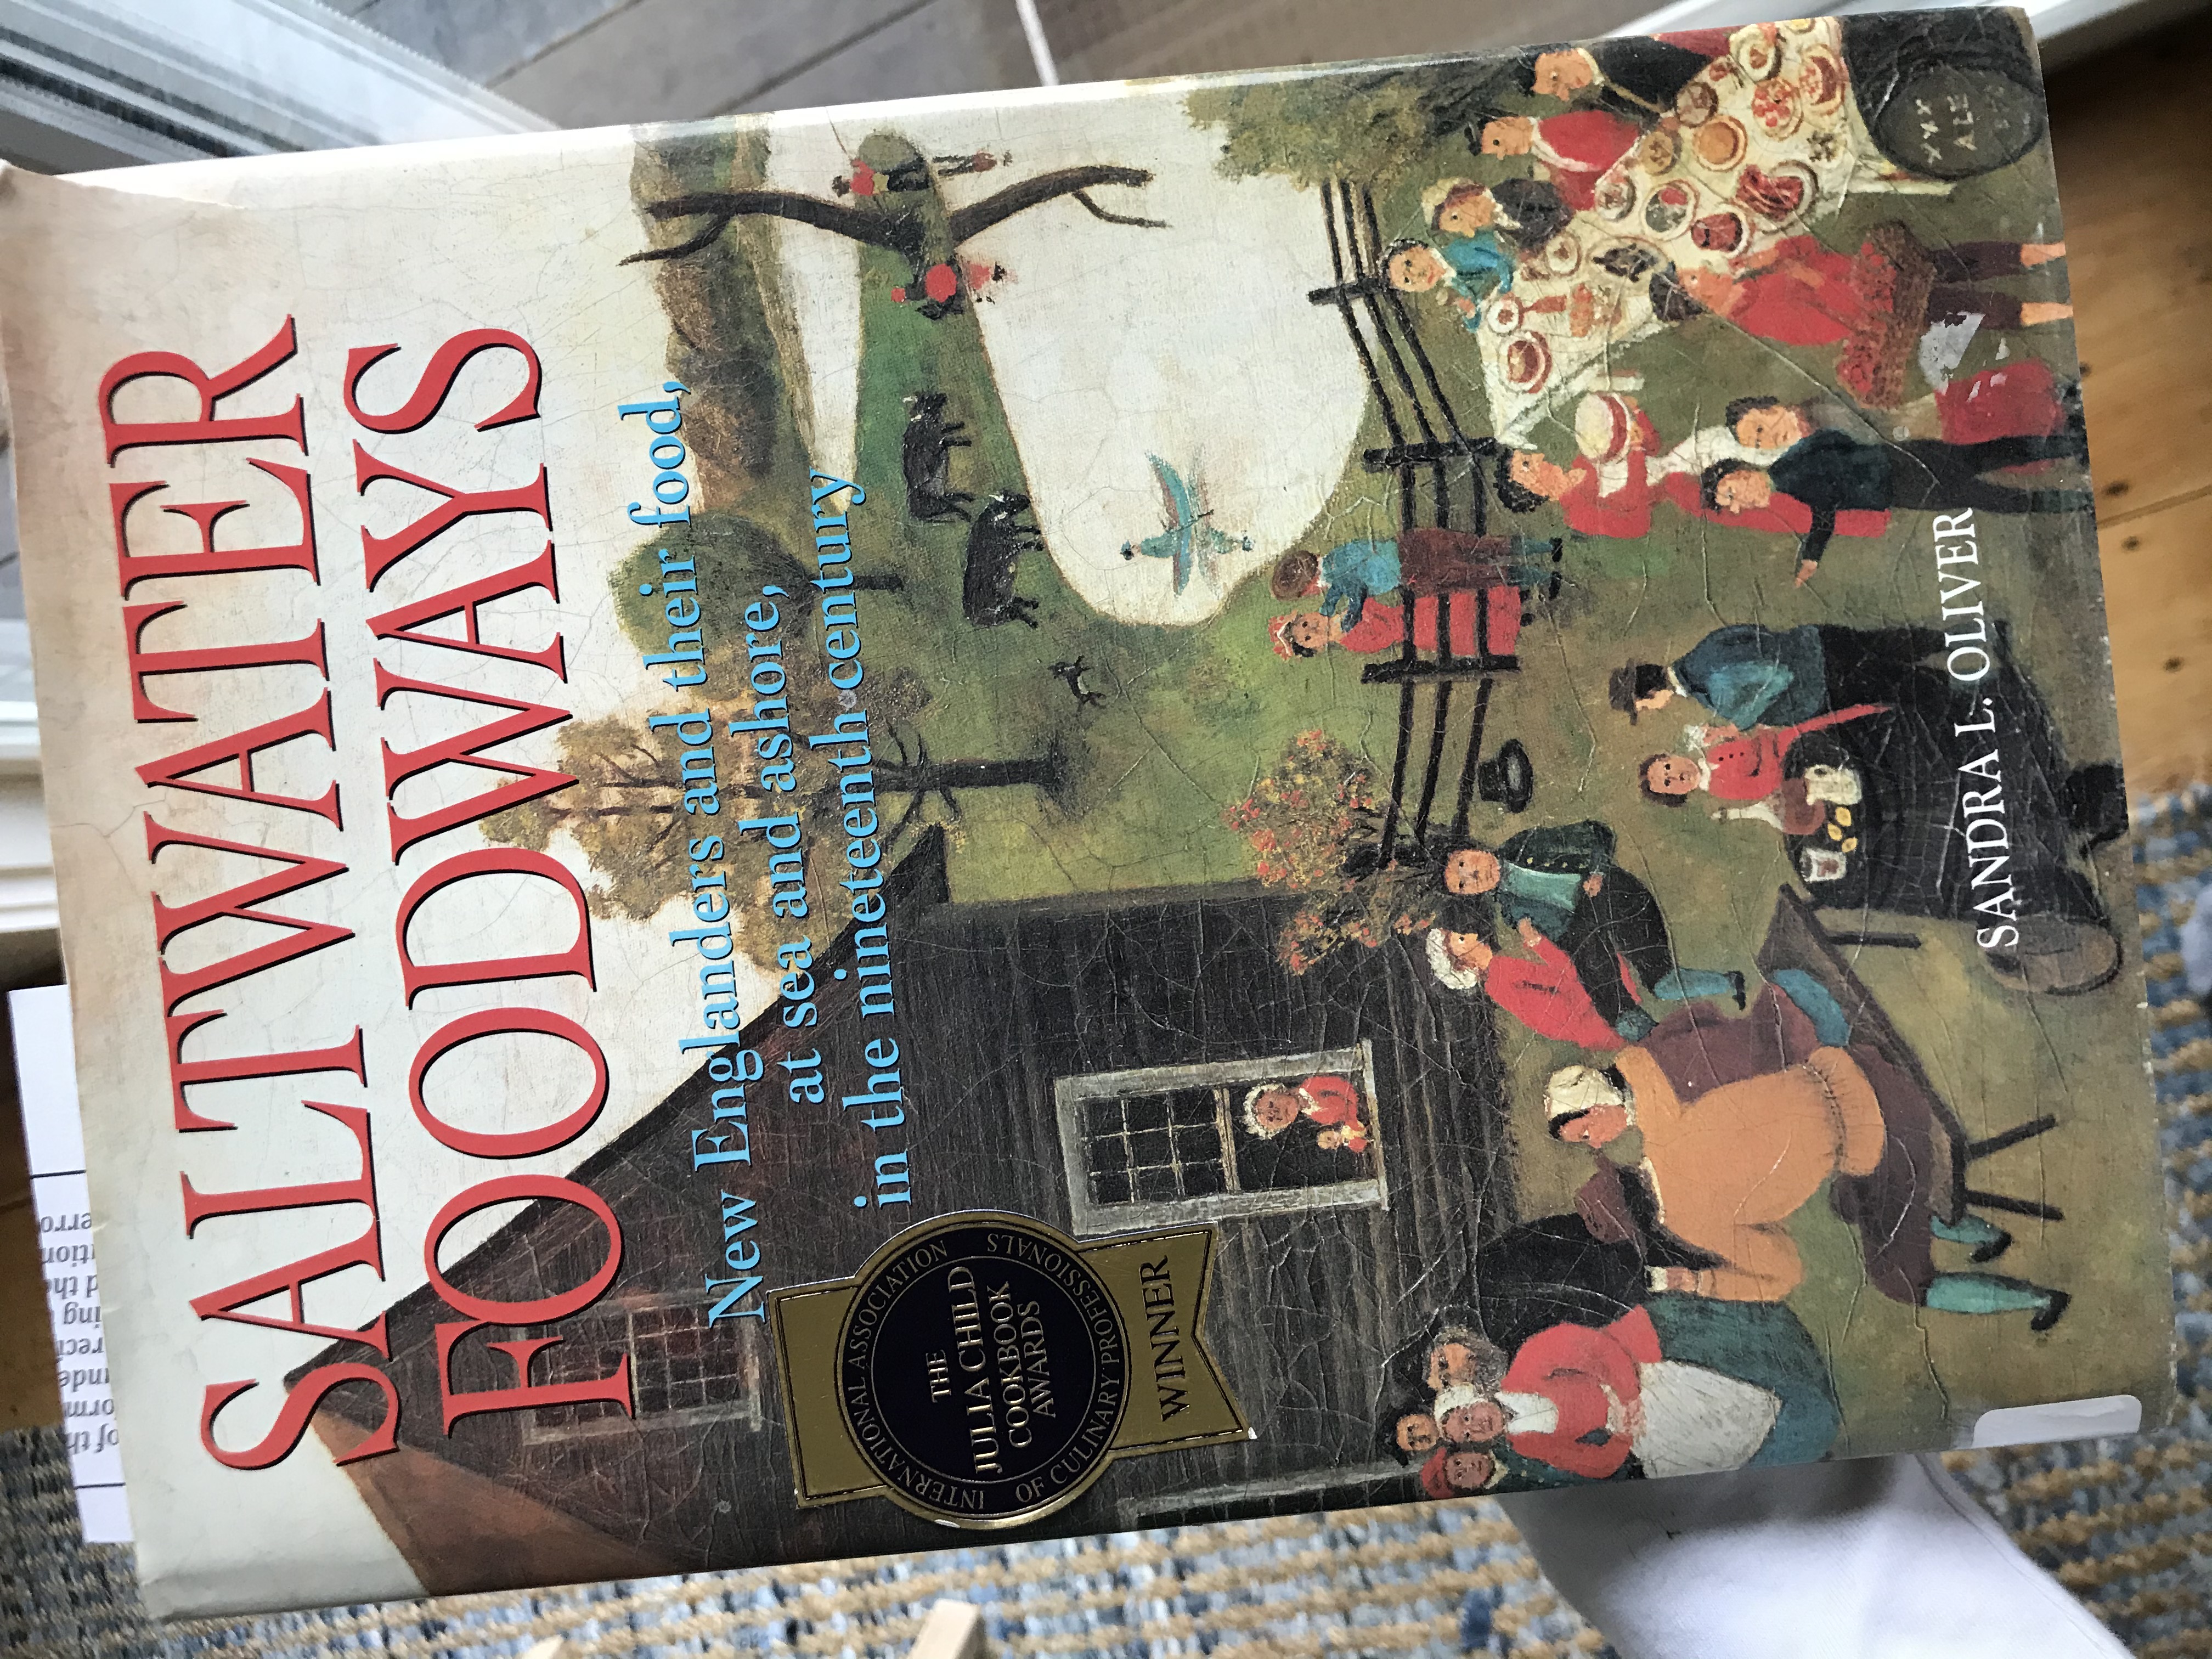 SALTWATER
FOODWAYS
New Englanders and their food,
at sea and ashore,
in the nineteenth century
INTERNATIONAL ASSOCIATION
OF CULINARY PROFESSIONALS
THE
JULIA CHILD
COOKBOOK
AWARDS
WINNER
XXX
ALE
SANDRA L. OLIVER